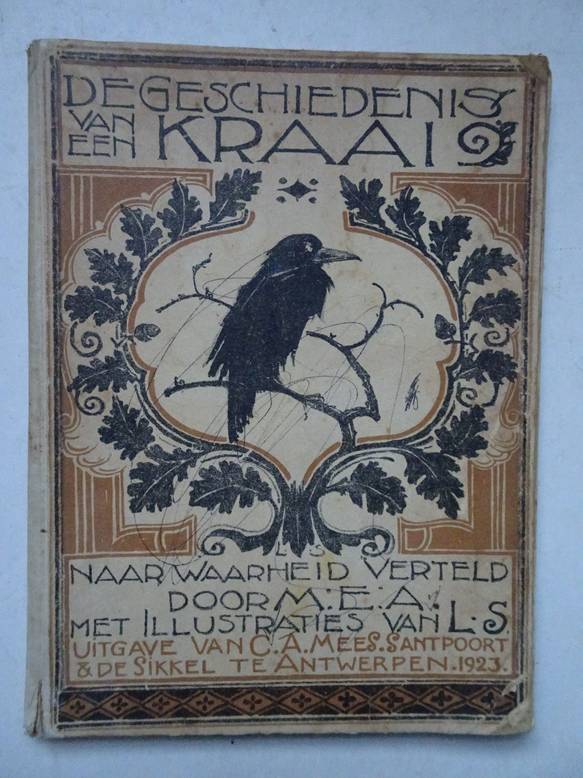 DE GESCHIEDENIS
VAN
EEN KRAAI
L S
NAAR WAARHEID VERTELD
DOOR M. E. A.
MET ILLUSTRATIES VAN L. S.
UITGAVE VAN C. A. MEES. SANTPOORT
& DE SIKKEL TE ANTWERPEN. 1923.